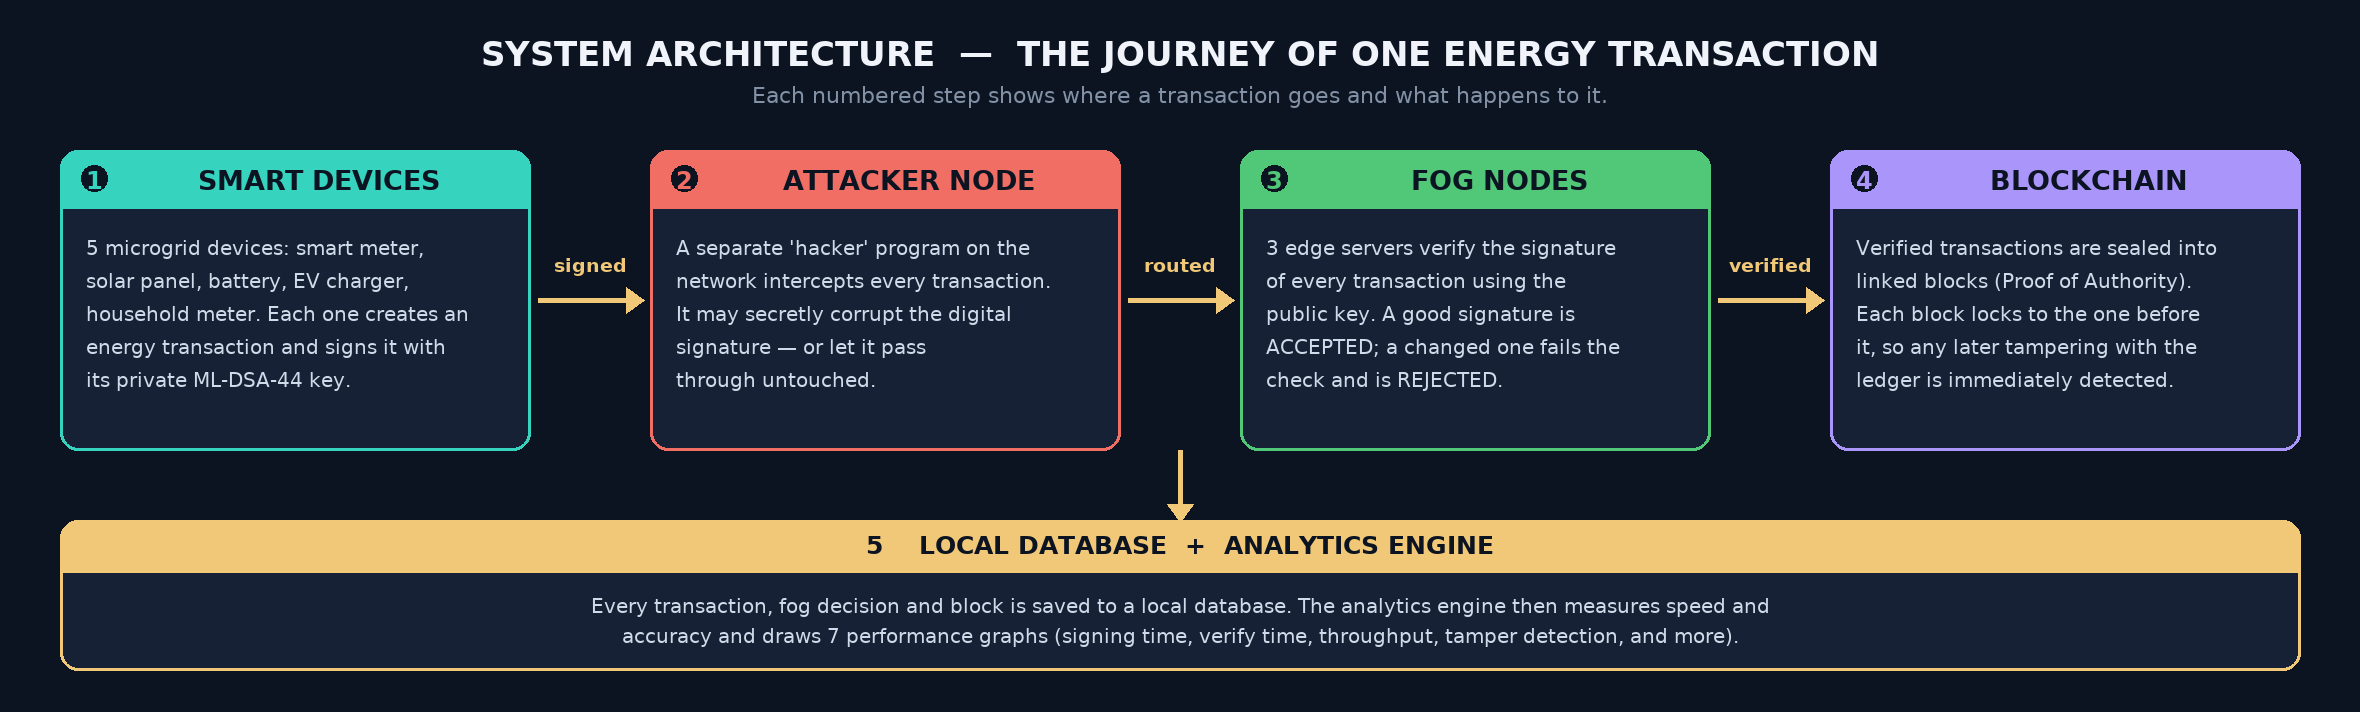 SYSTEM ARCHITECTURE — THE JOURNEY OF ONE ENERGY TRANSACTION
Each numbered step shows where a transaction goes and what happens to it.
❶ SMART DEVICES
5 microgrid devices: smart meter,
solar panel, battery, EV charger,
household meter. Each one creates an
energy transaction and signs it with
its private ML-DSA-44 key.
signed
❷ ATTACKER NODE
A separate 'hacker' program on the
network intercepts every transaction.
It may secretly corrupt the digital
signature — or let it pass
through untouched.
routed
❸ FOG NODES
3 edge servers verify the signature
of every transaction using the
public key. A good signature is
ACCEPTED; a changed one fails the
check and is REJECTED.
verified
❹ BLOCKCHAIN
Verified transactions are sealed into
linked blocks (Proof of Authority).
Each block locks to the one before
it, so any later tampering with the
ledger is immediately detected.
5 LOCAL DATABASE + ANALYTICS ENGINE
Every transaction, fog decision and block is saved to a local database. The analytics engine then measures speed and
accuracy and draws 7 performance graphs (signing time, verify time, throughput, tamper detection, and more).